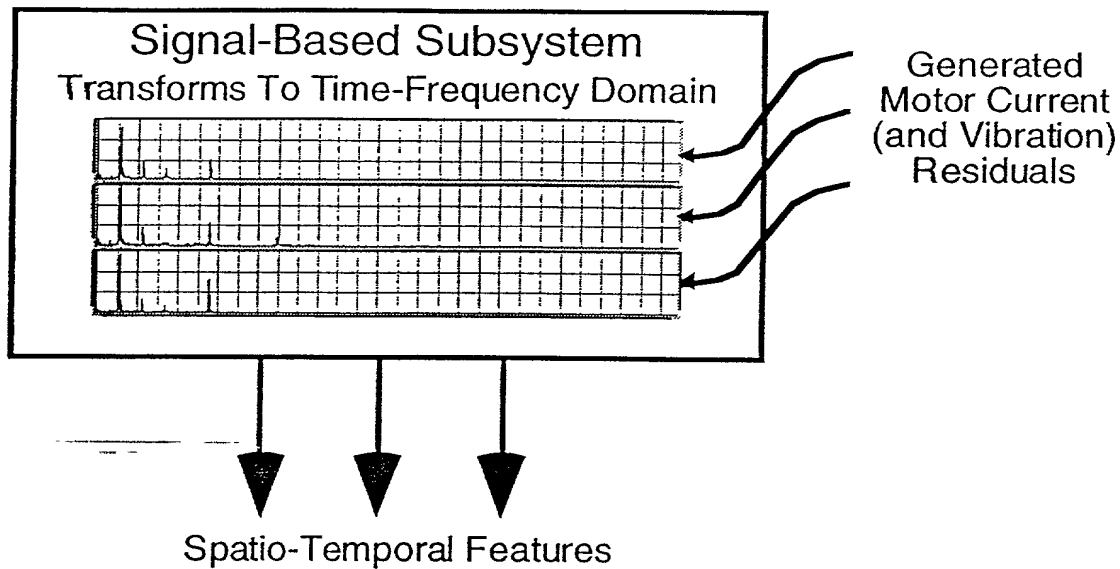 Signal-Based Subsystem
Transforms To Time-Frequency Domain
Generated
Motor Current
(and Vibration)
Residuals
Spatio-Temporal Features